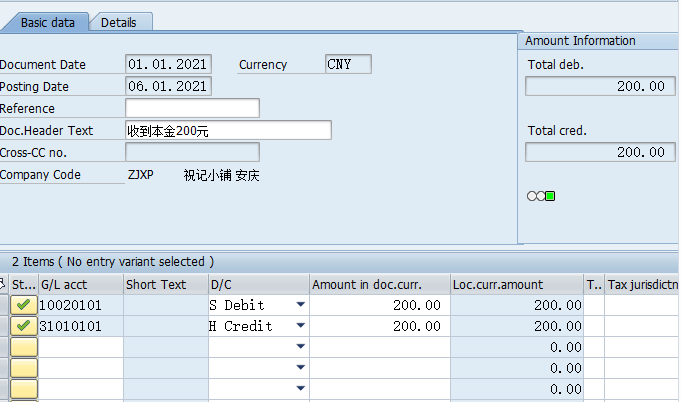 Basic data Details
Document Date 01.01.2021 Currency CNY
Posting Date 06.01.2021
Reference
Doc.Header Text 收到本金200元
Cross-CC no.
Company Code ZJXP 祝记小铺 安庆
Amount Information
Total deb.
200.00
Total cred.
200.00
2 Items ( No entry variant selected )
St... G/L acct Short Text D/C Amount in doc.curr. Loc.curr.amount T.. Tax jurisdictn
10020101 S Debit 200.00 200.00
31010101 H Credit 200.00 200.00
0.00
0.00
0.00